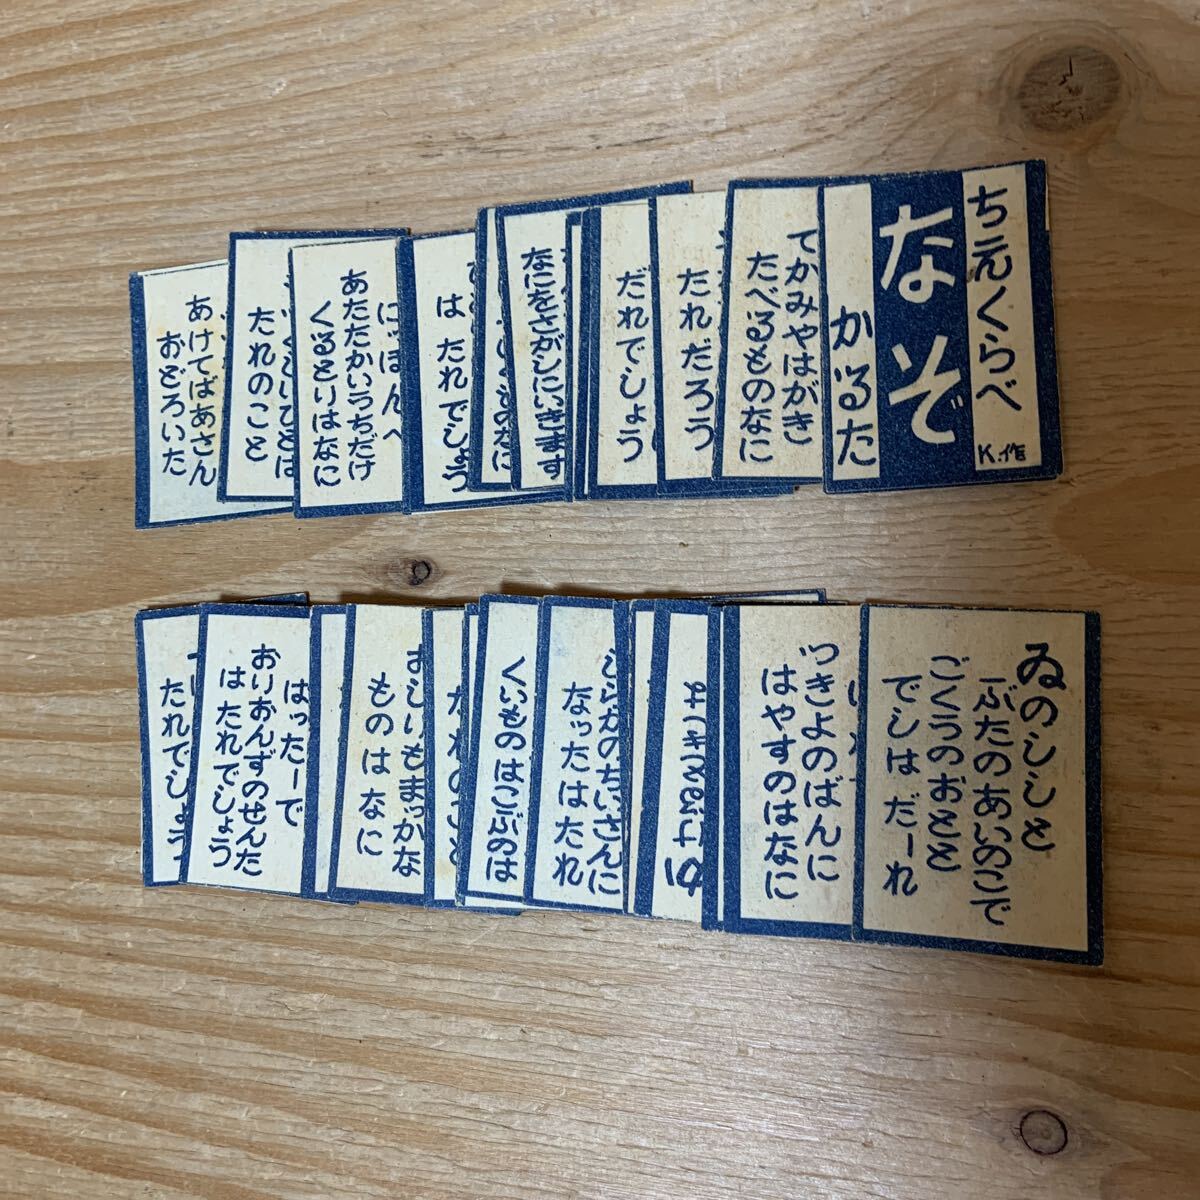 ち元くらべ
なぞ
かるた
K.作
てかみやはがき
たべるものなに
たれだろう
だれでしょう
なにをさがしにいきます
は たれでしょう
にっぽんへ
あたたかいうちだけ
くるとりはなに
たれのこと
あけてばあさん
おどろいた
ゐのししと
ぶたのあいのこで
ごくうのおとと
でしは だーれ
つきよのばんに
はやすのはなに
なったはたれ
くいものはこぶのは
おしりもまっかな
ものはなに
はったーで
おりおんずのせんた
は たれでしょう
たれでしょう